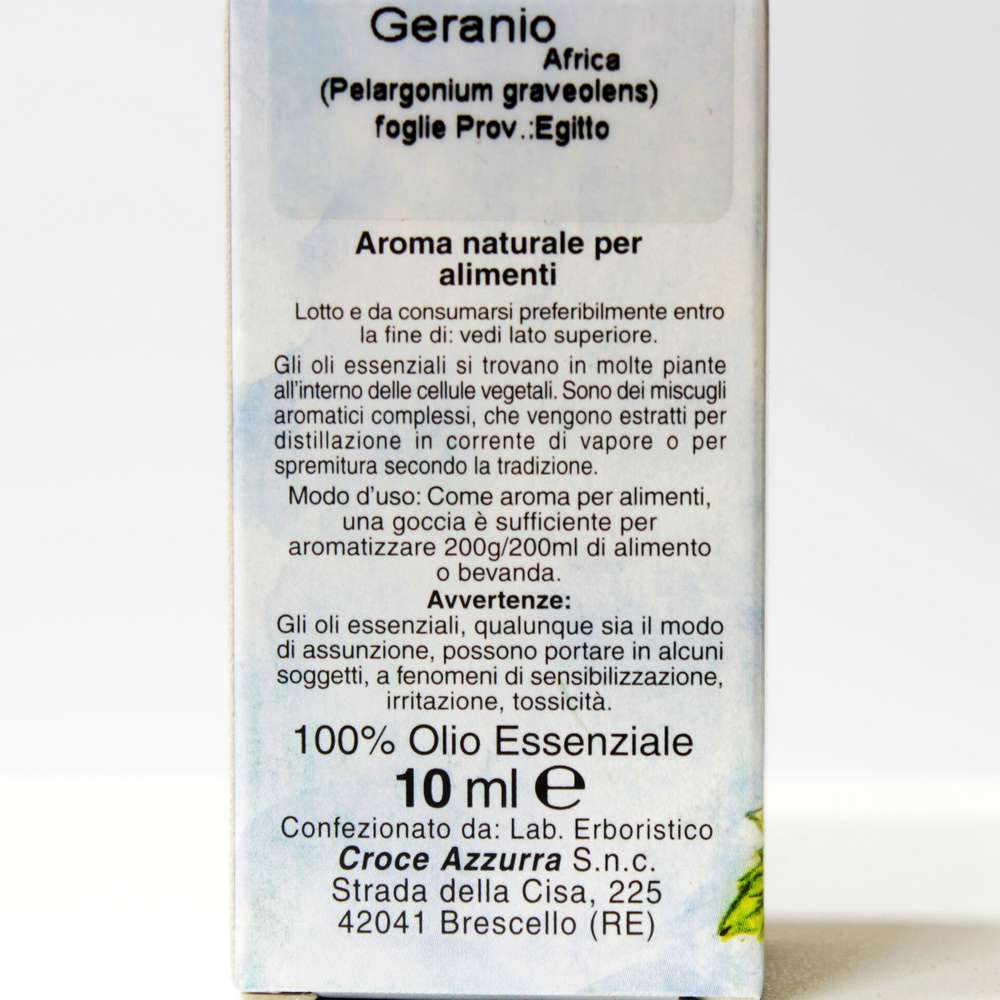 Geranio
Africa
(Pelargonium graveolens)
foglie Prov.:Egitto
Aroma naturale per
alimenti
Lotto e da consumarsi preferibilmente entro
la fine di: vedi lato superiore.
Gli oli essenziali si trovano in molte piante
all'interno delle cellule vegetali. Sono dei miscugli
aromatici complessi, che vengono estratti per
distillazione in corrente di vapore o per
spremitura secondo la tradizione.
Modo d'uso: Come aroma per alimenti,
una goccia è sufficiente per
aromatizzare 200g/200ml di alimento
o bevanda.
Avvertenze:
Gli oli essenziali, qualunque sia il modo
di assunzione, possono portare in alcuni
soggetti, a fenomeni di sensibilizzazione,
irritazione, tossicità.
100% Olio Essenziale
10 ml ℮
Confezionato da: Lab. Erboristico
Croce Azzurra S.n.c.
Strada della Cisa, 225
42041 Brescello (RE)